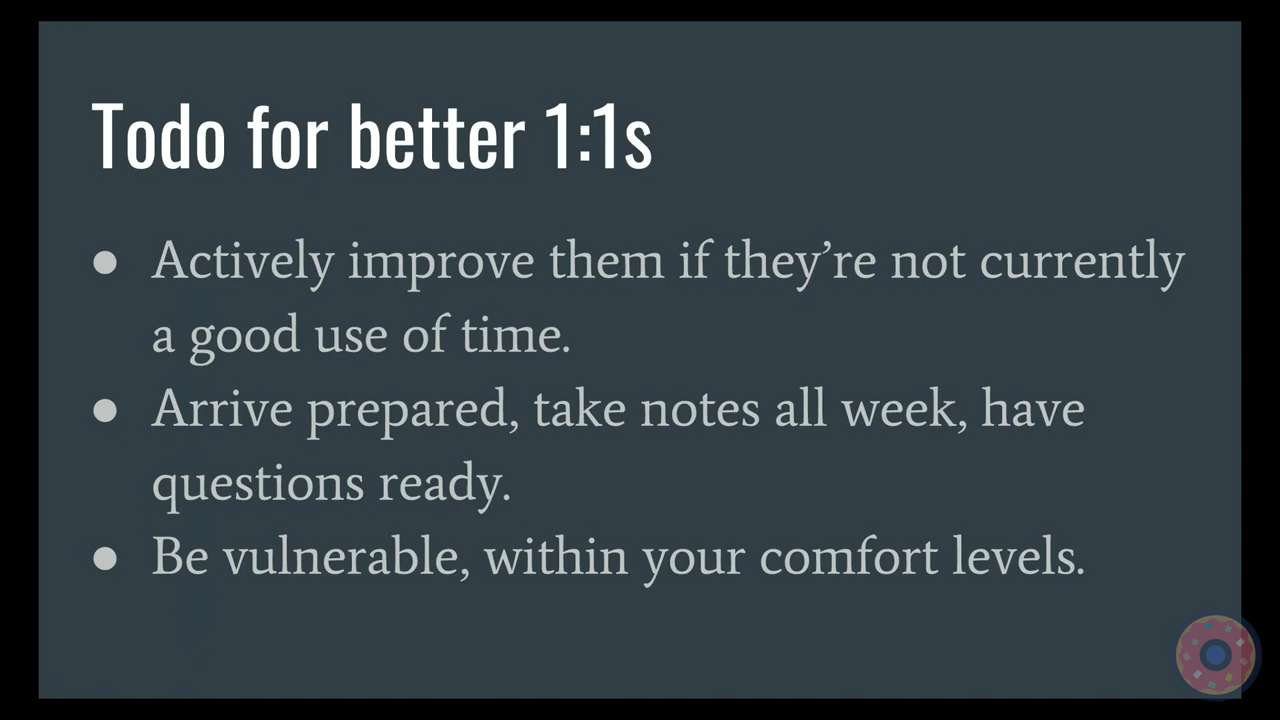 Todo for better 1:1s
● Actively improve them if they’re not currently
a good use of time.
● Arrive prepared, take notes all week, have
questions ready.
● Be vulnerable, within your comfort levels.